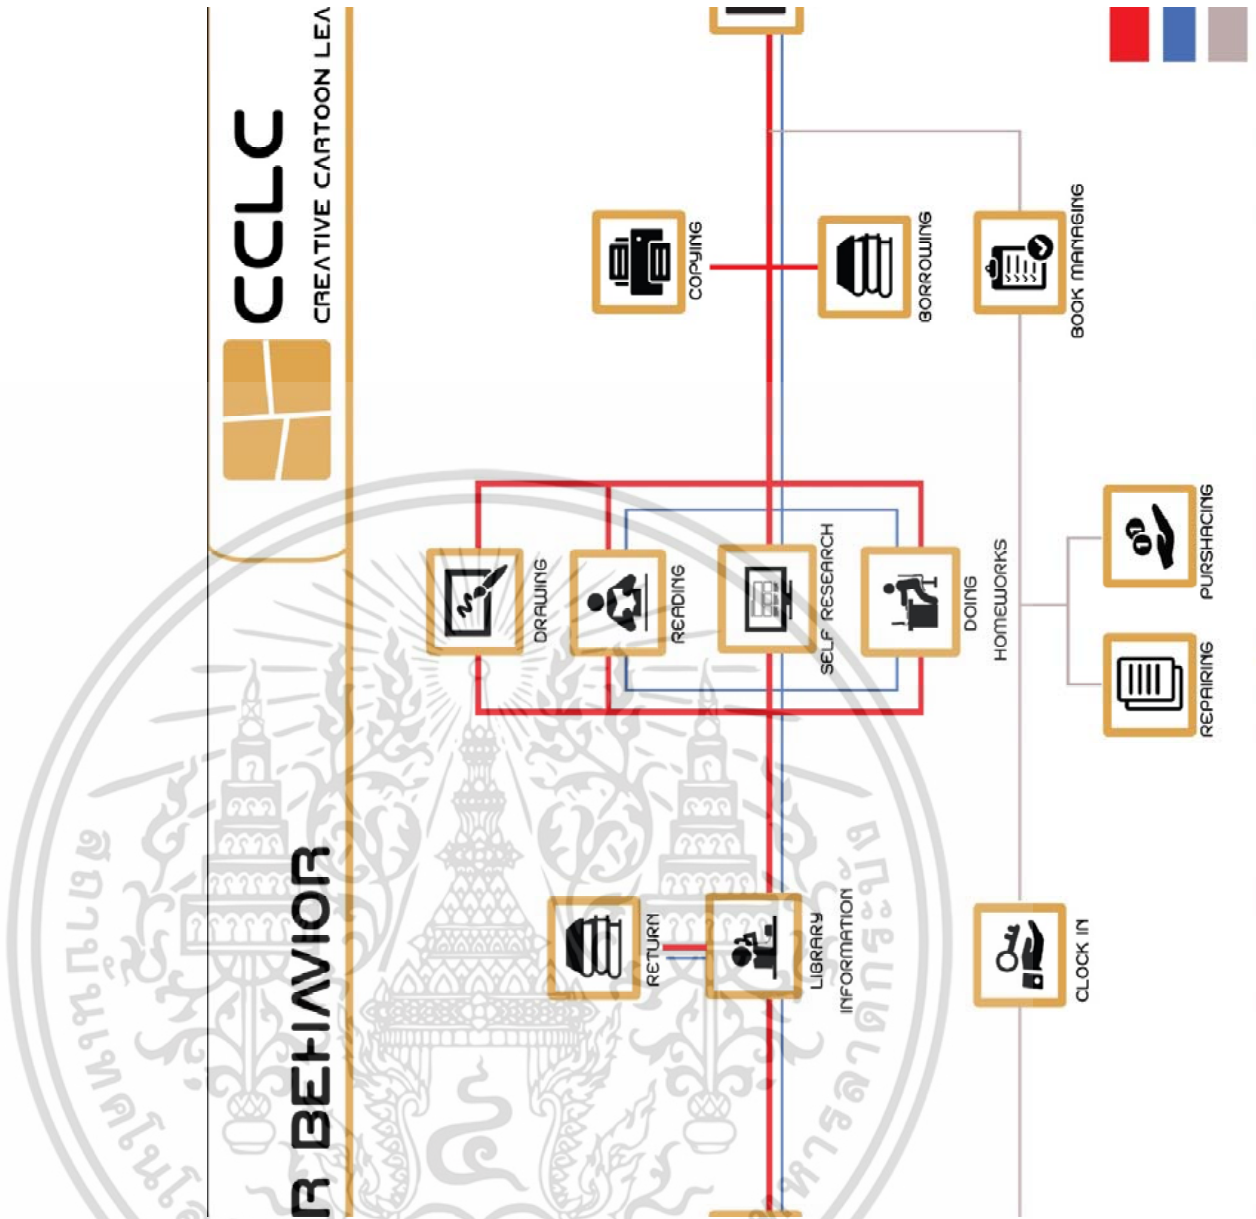 CCLC
CREATIVE CARTOON LEA
R BEHAVIOR
DRAWING
RETURN
READING
COPYING
LIBRARY
INFORMATION
SELF RESEARCH
BORROWING
DOING
HOMEWORKS
CLOCK IN
BOOK MANAGING
REPAIRING
PURSHACING